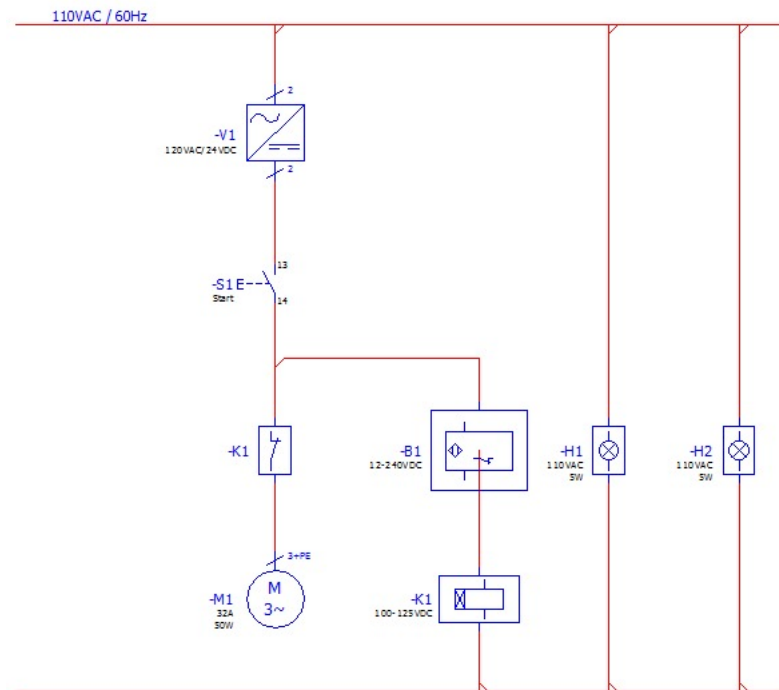 110VAC / 60Hz
2
-V1
120VAC/24VDC
2
13
-S1
E
Start
14
-K1
-B1
12-240VDC
-H1
110VAC
5W
-H2
110VAC
5W
3+PE
-M1
32A
50W
M
3~
-K1
100-125VDC